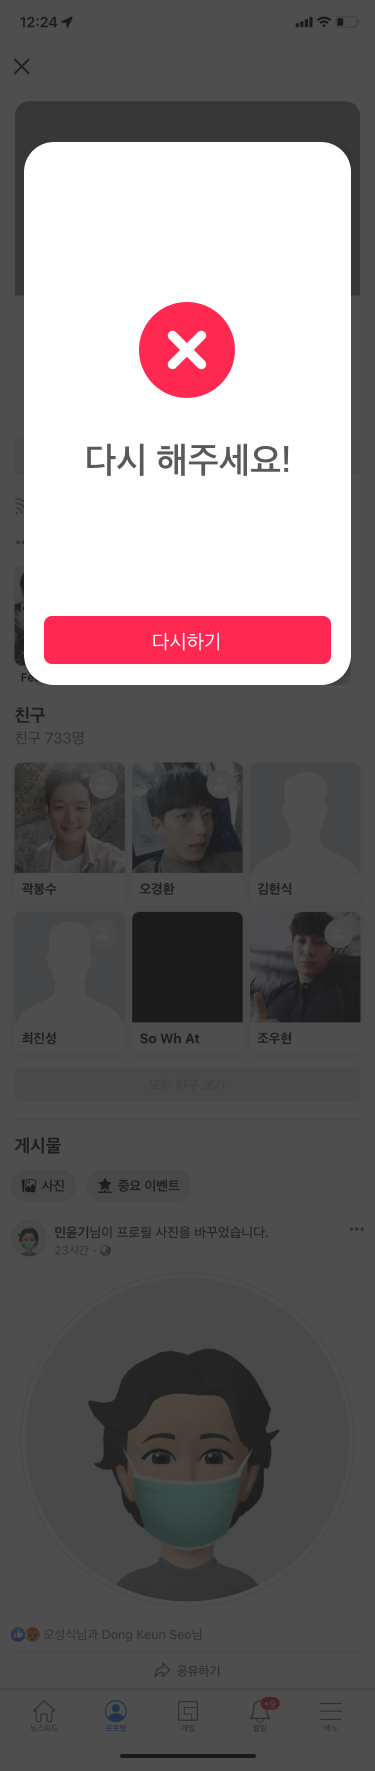 12:24
다시 해주세요!
다시하기
친구
친구 733명
곽봉수
오경환
김현식
최진성
So Wh At
조우현
모든 친구 보기
게시물
사진
중요 이벤트
민윤기님이 프로필 사진을 바꾸었습니다.
23시간 ·
오성식님과 Dong Keun Seo님
공유하기
+9
뉴스피드
프로필
게임
알림
메뉴